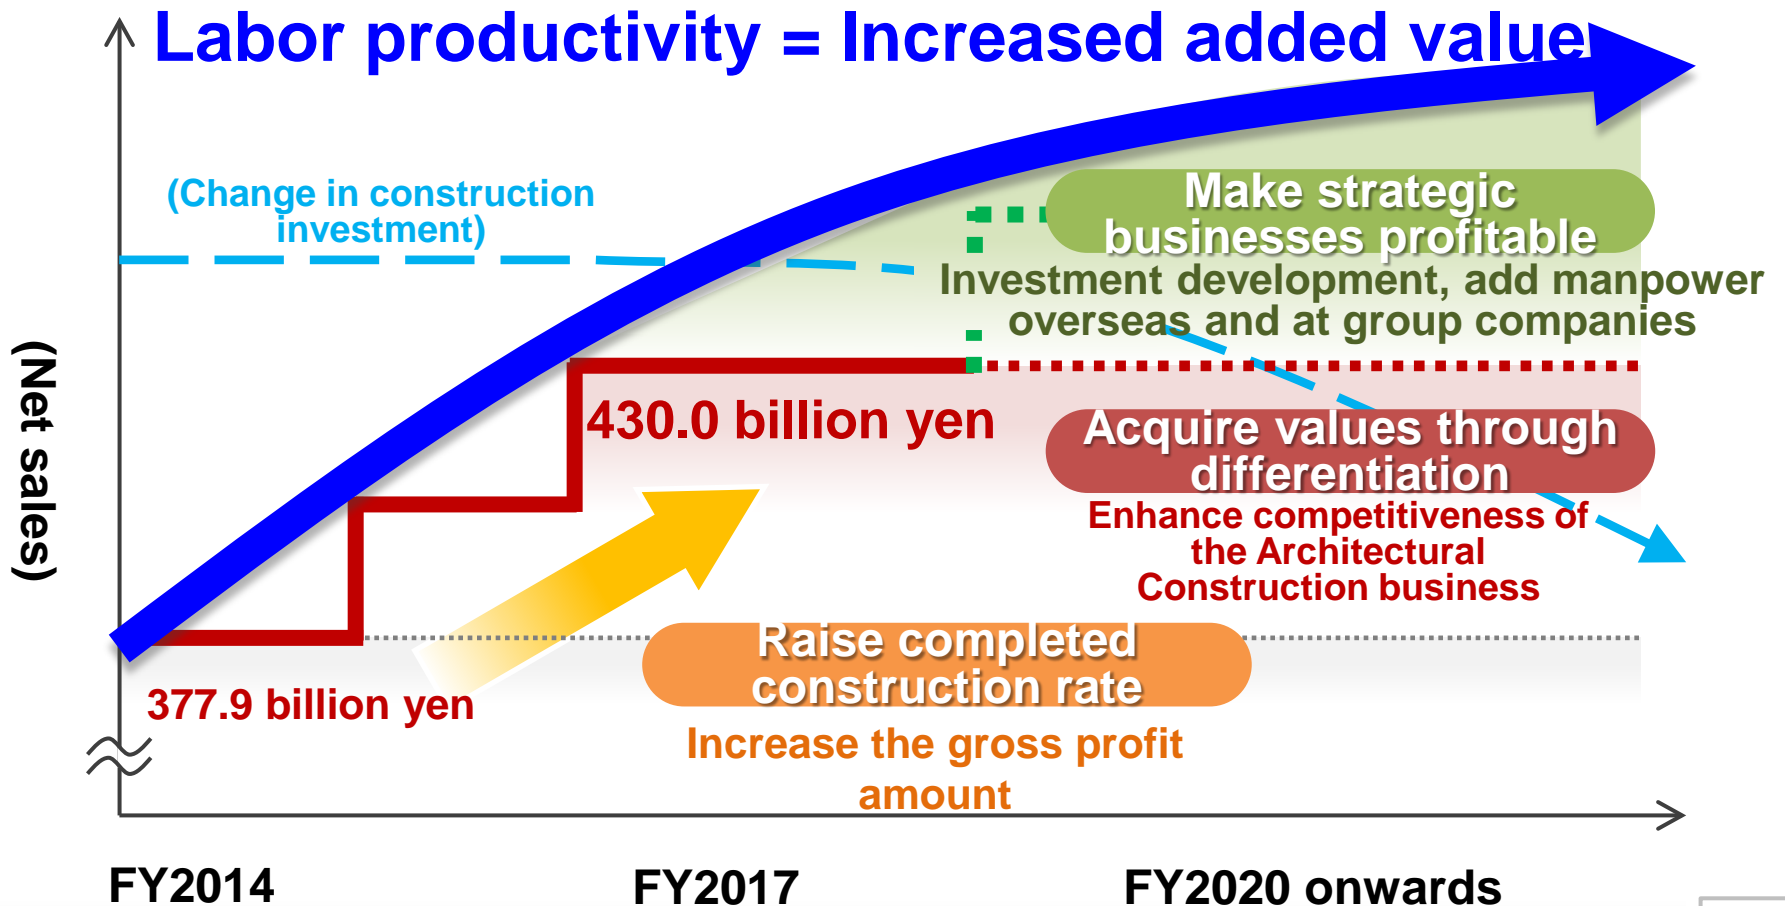 Labor productivity = Increased added value
(Change in construction
investment)
Make strategic
businesses profitable
Investment development, add manpower
overseas and at group companies
(Net sales)
430.0 billion yen
Acquire values through
differentiation
Enhance competitiveness of
the Architectural
Construction business
Raise completed
construction rate
377.9 billion yen
Increase the gross profit
amount
FY2014
FY2017
FY2020 onwards